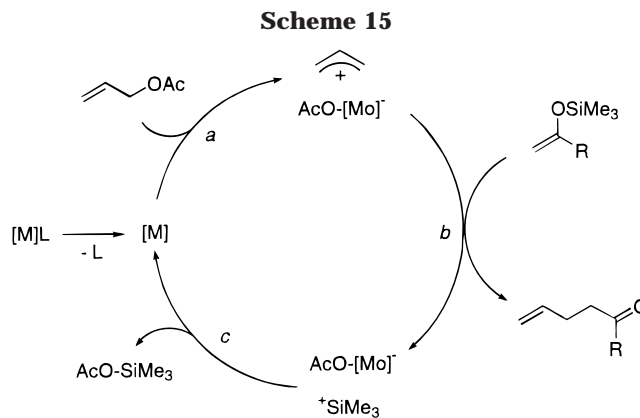 Scheme 15
+
AcO-[Mo]-
OAc
a
OSiMe3
R
[M]L
- L
[M]
b
O
R
c
AcO-SiMe3
AcO-[Mo]-
+SiMe3